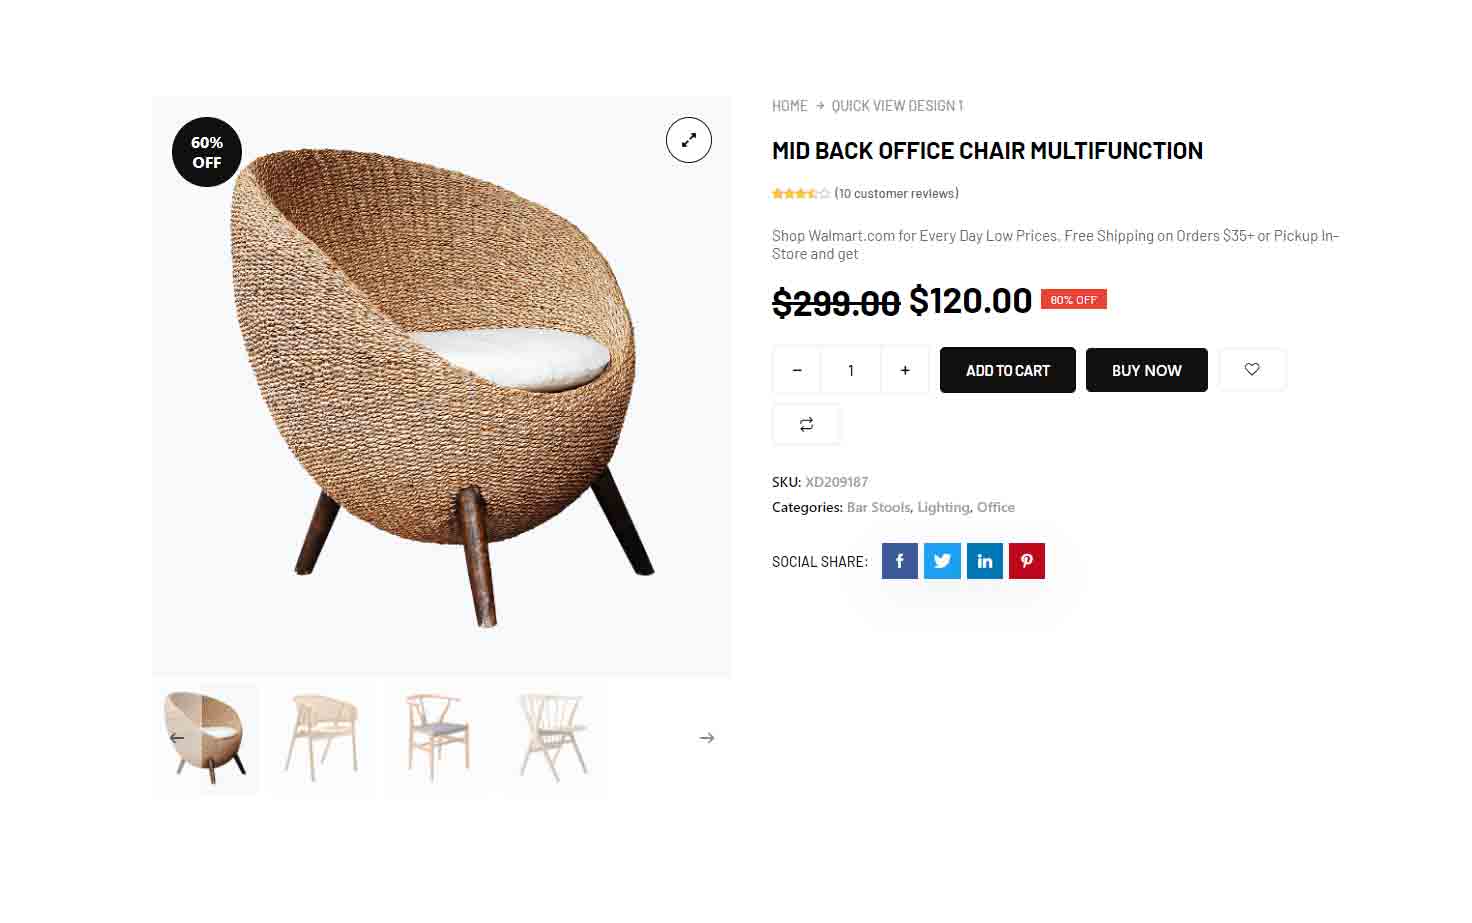 60%
OFF
HOME → QUICK VIEW DESIGN 1
MID BACK OFFICE CHAIR MULTIFUNCTION
(10 customer reviews)
Shop Walmart.com for Every Day Low Prices. Free Shipping on Orders $35+ or Pickup In-
Store and get
$299.00 $120.00 60% OFF
− 1 + ADD TO CART BUY NOW
SKU: XD209187
Categories: Bar Stools, Lighting, Office
SOCIAL SHARE: